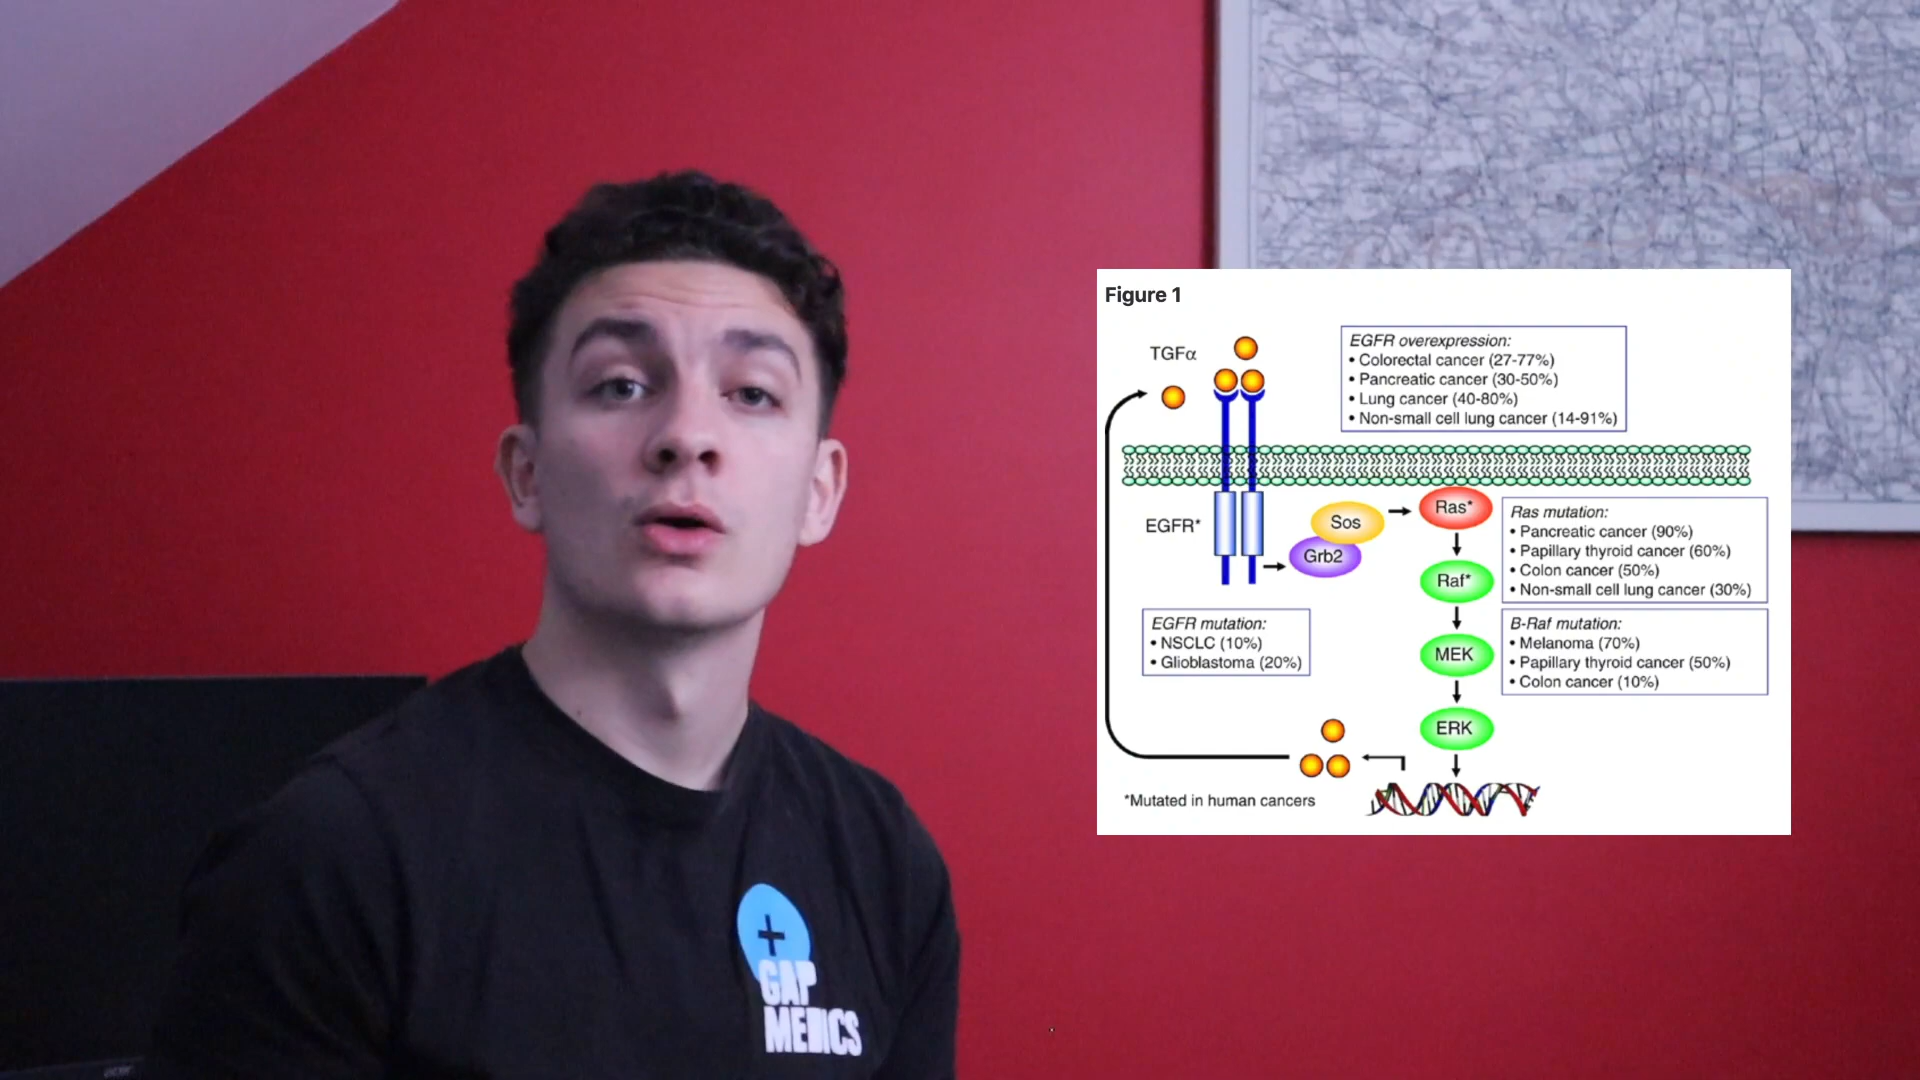 Figure 1
TGFα
EGFR overexpression:
• Colorectal cancer (27-77%)
• Pancreatic cancer (30-50%)
• Lung cancer (40-80%)
• Non-small cell lung cancer (14-91%)
EGFR*
Sos
Grb2
Ras*
Raf*
MEK
ERK
Ras mutation:
• Pancreatic cancer (90%)
• Papillary thyroid cancer (60%)
• Colon cancer (50%)
• Non-small cell lung cancer (30%)
EGFR mutation:
• NSCLC (10%)
• Glioblastoma (20%)
B-Raf mutation:
• Melanoma (70%)
• Papillary thyroid cancer (50%)
• Colon cancer (10%)
*Mutated in human cancers
+
GAP
MEDICS
acer